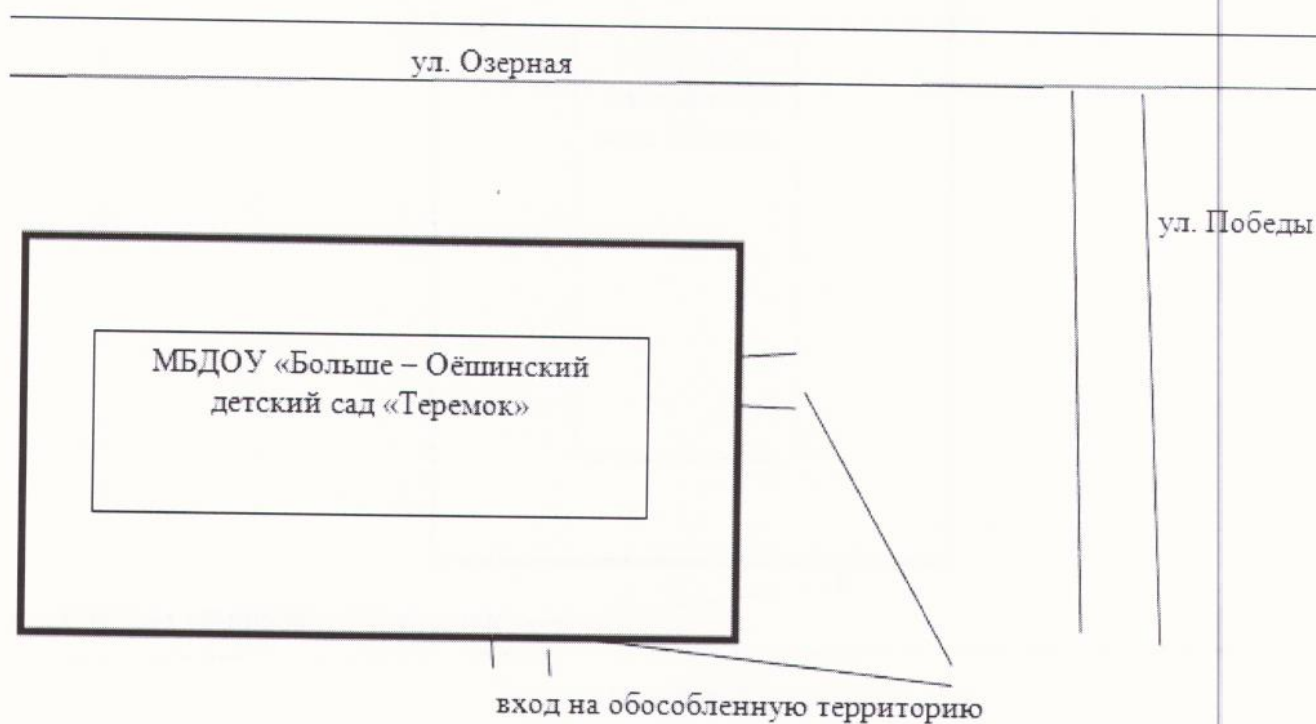 ул. Озерная
ул. Победы
МБДОУ «Больше – Оёшинский
детский сад «Теремок»
вход на обособленную территорию